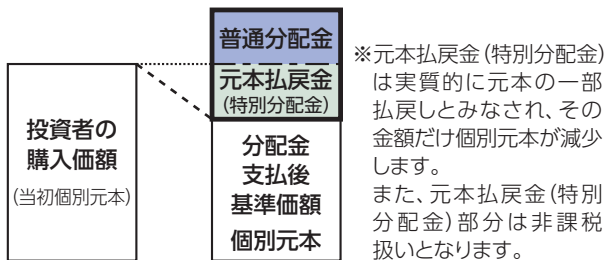 投資者の
購入価額
(当初個別元本)
普通分配金
元本払戻金
(特別分配金)
分配金
支払後
基準価額
個別元本
※元本払戻金(特別分配金)
は実質的に元本の一部
払戻しとみなされ、その
金額だけ個別元本が減少
します。
また、元本払戻金(特別
分配金)部分は非課税
扱いとなります。